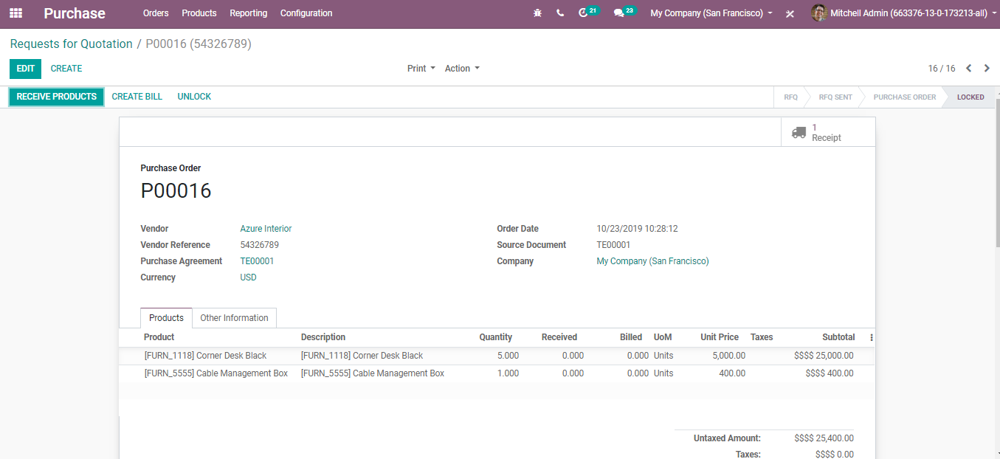 Purchase Orders Products Reporting Configuration 21 23 My Company (San Francisco) Mitchell Admin (663376-13-0-173213-all)
Requests for Quotation / P00016 (54326789)
EDIT CREATE Print Action 16 / 16
RECEIVE PRODUCTS CREATE BILL UNLOCK RFQ RFQ SENT PURCHASE ORDER LOCKED
1
Receipt
Purchase Order
P00016
Vendor Azure Interior Order Date 10/23/2019 10:28:12
Vendor Reference 54326789 Source Document TE00001
Purchase Agreement TE00001 Company My Company (San Francisco)
Currency USD
Products Other Information
Product Description Quantity Received Billed UoM Unit Price Taxes Subtotal
[FURN_1118] Corner Desk Black [FURN_1118] Corner Desk Black 5.000 0.000 0.000 Units 5,000.00 $$$$ 25,000.00
[FURN_5555] Cable Management Box [FURN_5555] Cable Management Box 1.000 0.000 0.000 Units 400.00 $$$$ 400.00
Untaxed Amount: $$$$ 25,400.00
Taxes: $$$$ 0.00